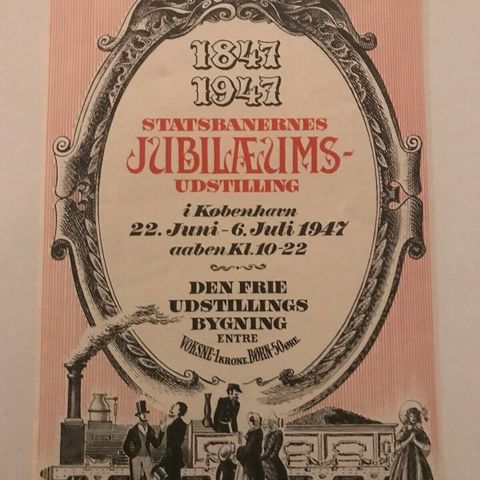 1847
1947
STATSBANERNES
JUBILÆUMS-
UDSTILLING
i København
22. Juni - 6. Juli 1947
aaben Kl. 10-22
DEN FRIE
UDSTILLINGS
BYGNING
ENTRE
VOKSNE-1 KRONE. BØRN-50 ØRE.